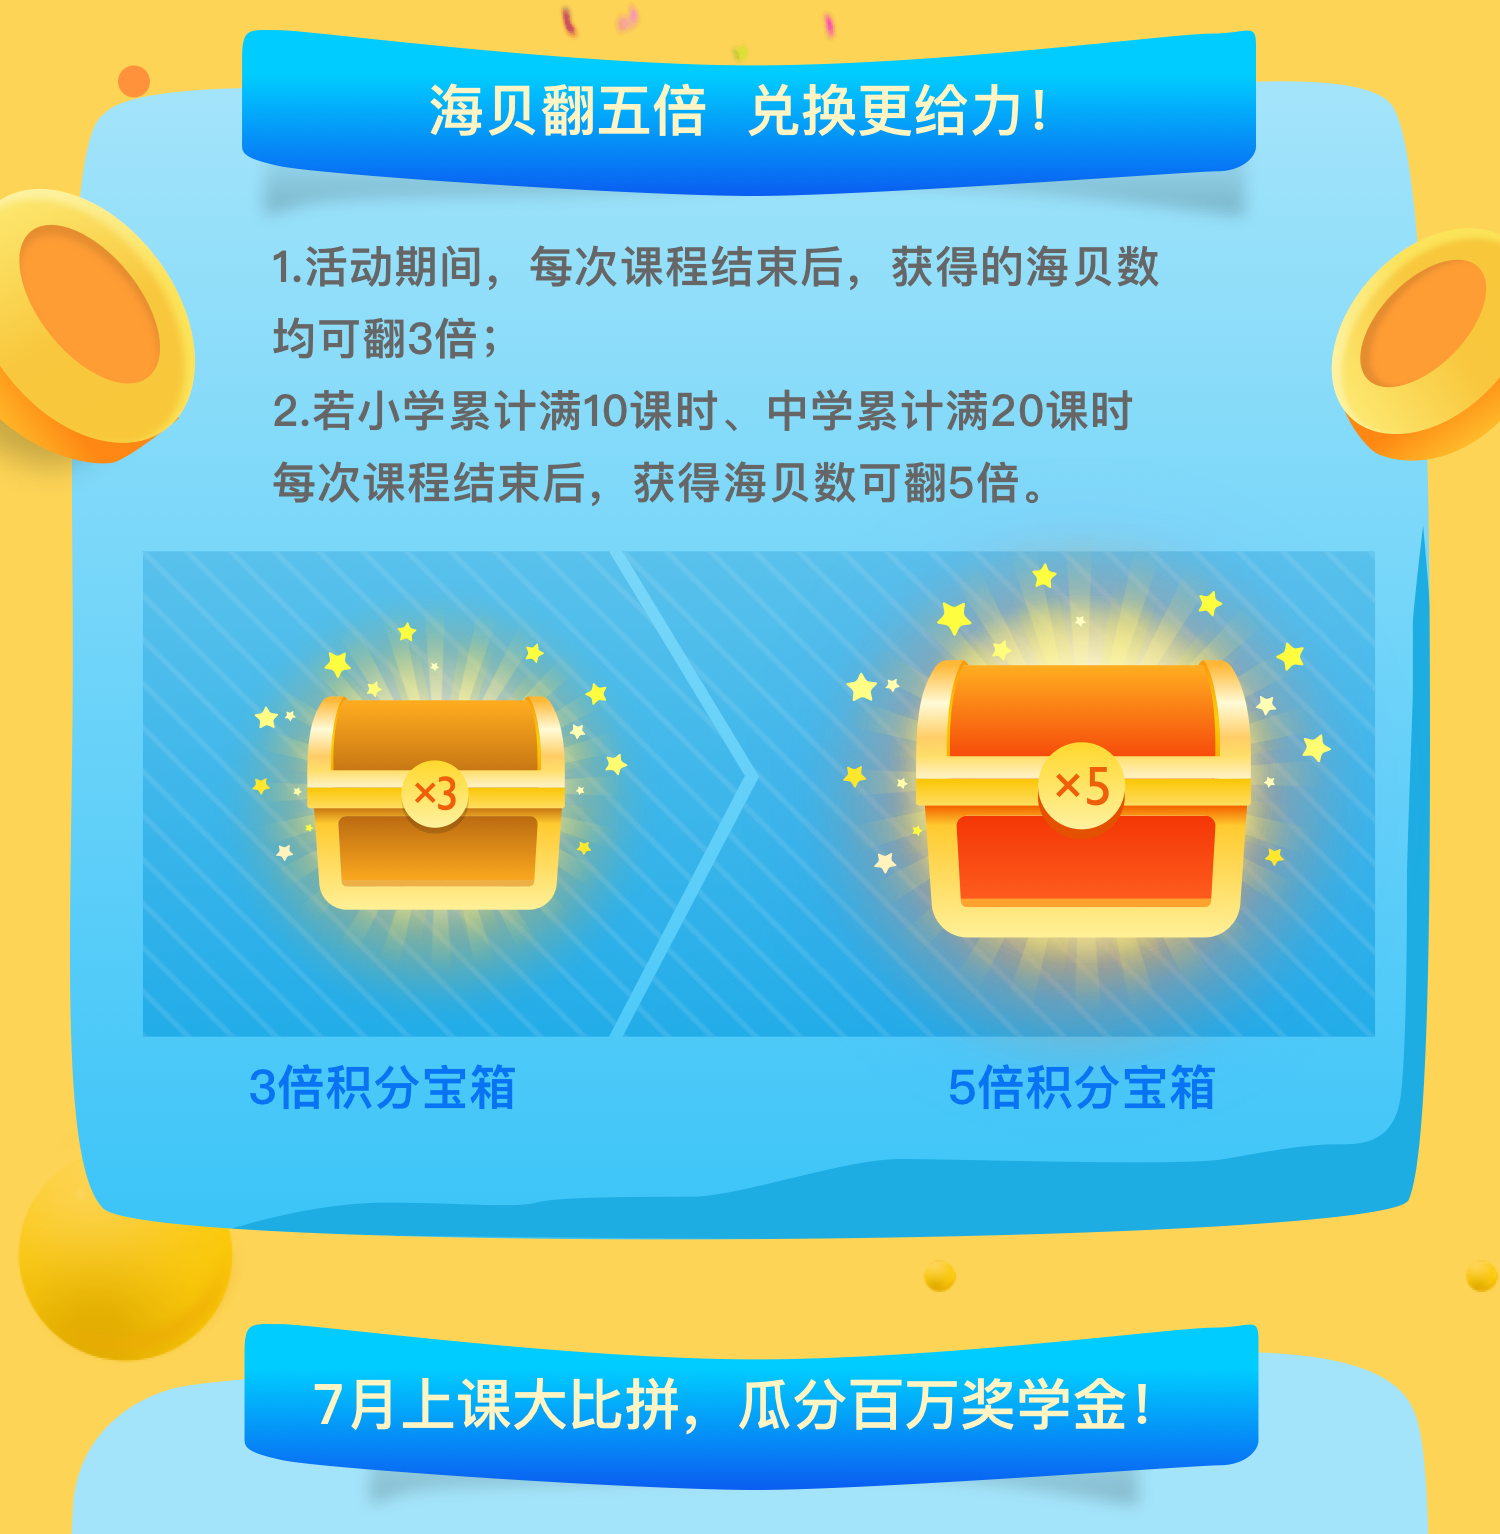 海贝翻五倍 兑换更给力！
1.活动期间，每次课程结束后，获得的海贝数
均可翻3倍；
2.若小学累计满10课时、中学累计满20课时
每次课程结束后，获得海贝数可翻5倍。
×3
×5
3倍积分宝箱
5倍积分宝箱
7月上课大比拼，瓜分百万奖学金！